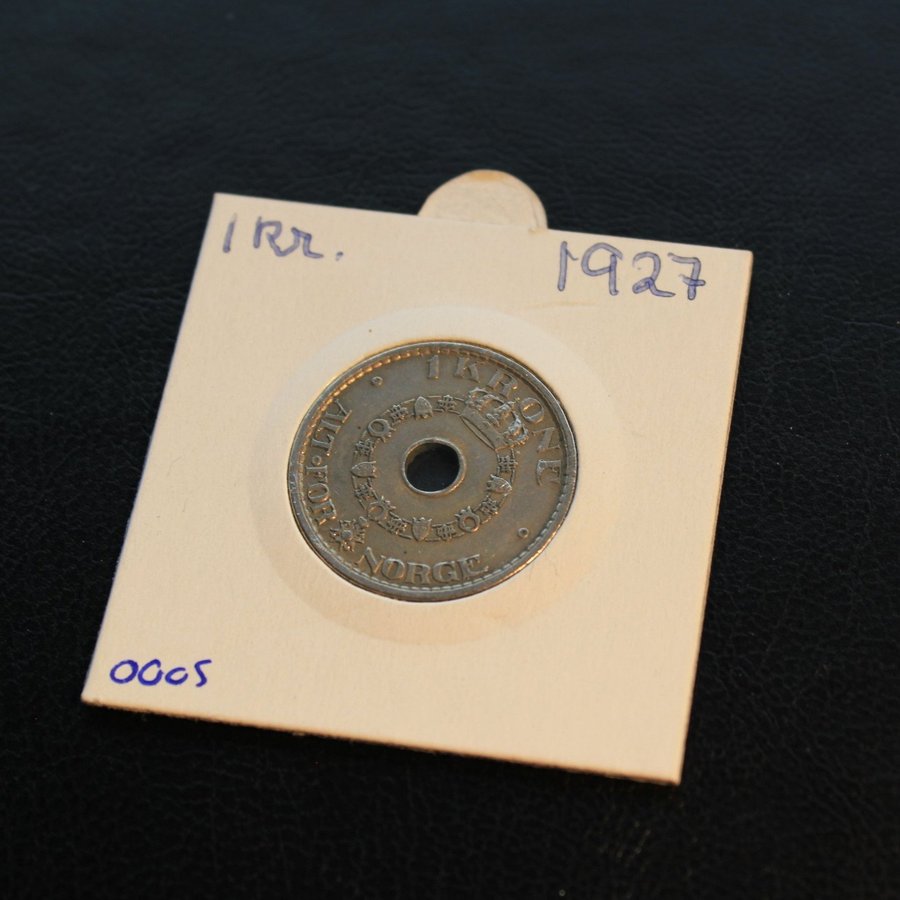 1 Kr.
1927
1 KRONE
ALT FOR NORGE
0005